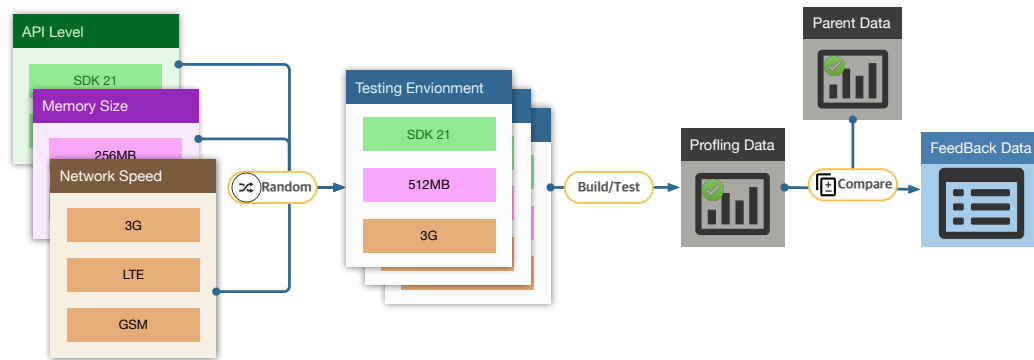 API Level
SDK 21
Memory Size
256MB
Network Speed
3G
LTE
GSM
Random
Testing Envionment
SDK 21
512MB
3G
Build/Test
Profling Data
Parent Data
Compare
FeedBack Data